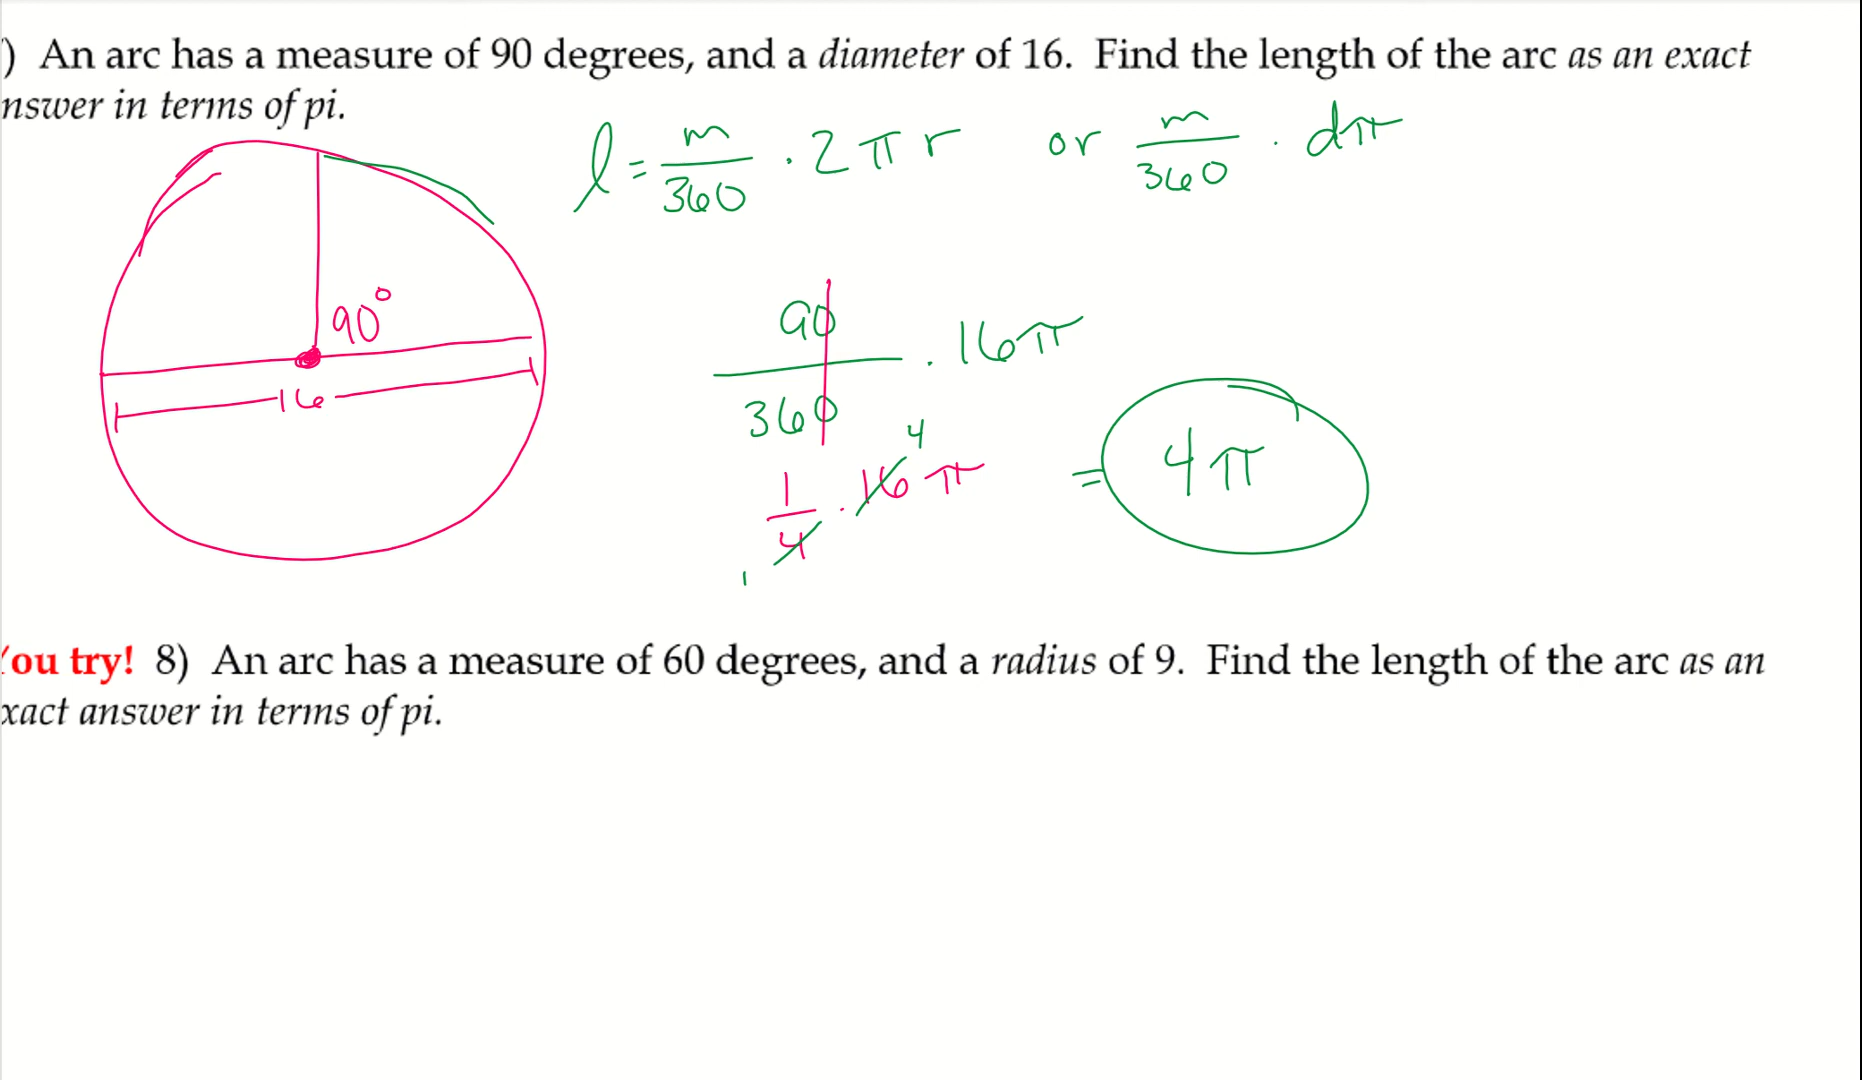 ) An arc has a measure of 90 degrees, and a diameter of 16. Find the length of the arc as an exact
nswer in terms of pi.
l = m/360 · 2πr or m/360 · dπ
90°
16
90/360 · 16π
1/4 · 16π
4
1
= 4π
ou try! 8) An arc has a measure of 60 degrees, and a radius of 9. Find the length of the arc as an
xact answer in terms of pi.